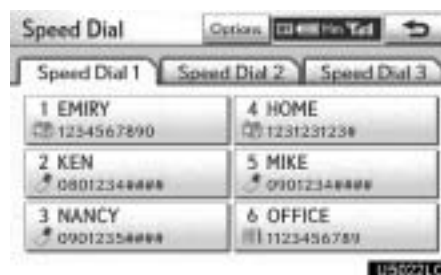 Speed Dial
Options
Speed Dial 1
Speed Dial 2
Speed Dial 3
1 EMIRY
1234567890
2 KEN
0801234####
3 NANCY
0901235####
4 HOME
123123123#
5 MIKE
0901234####
6 OFFICE
1123456789